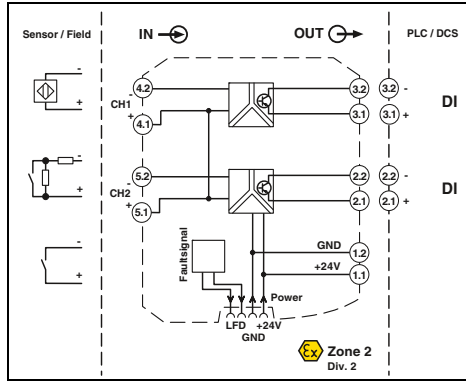 Sensor / Field
IN
OUT
PLC / DCS
-
+
4.2
-
CH1
+
4.1
3.2
3.1
3.2 -
3.1 +
DI
-
+
5.2
-
CH2
+
5.1
2.2
2.1
2.2 -
2.1 +
DI
-
+
Faultsignal
GND
1.2
+24V
1.1
Power
LFD
+24V
GND
Ex
Zone 2
Div. 2